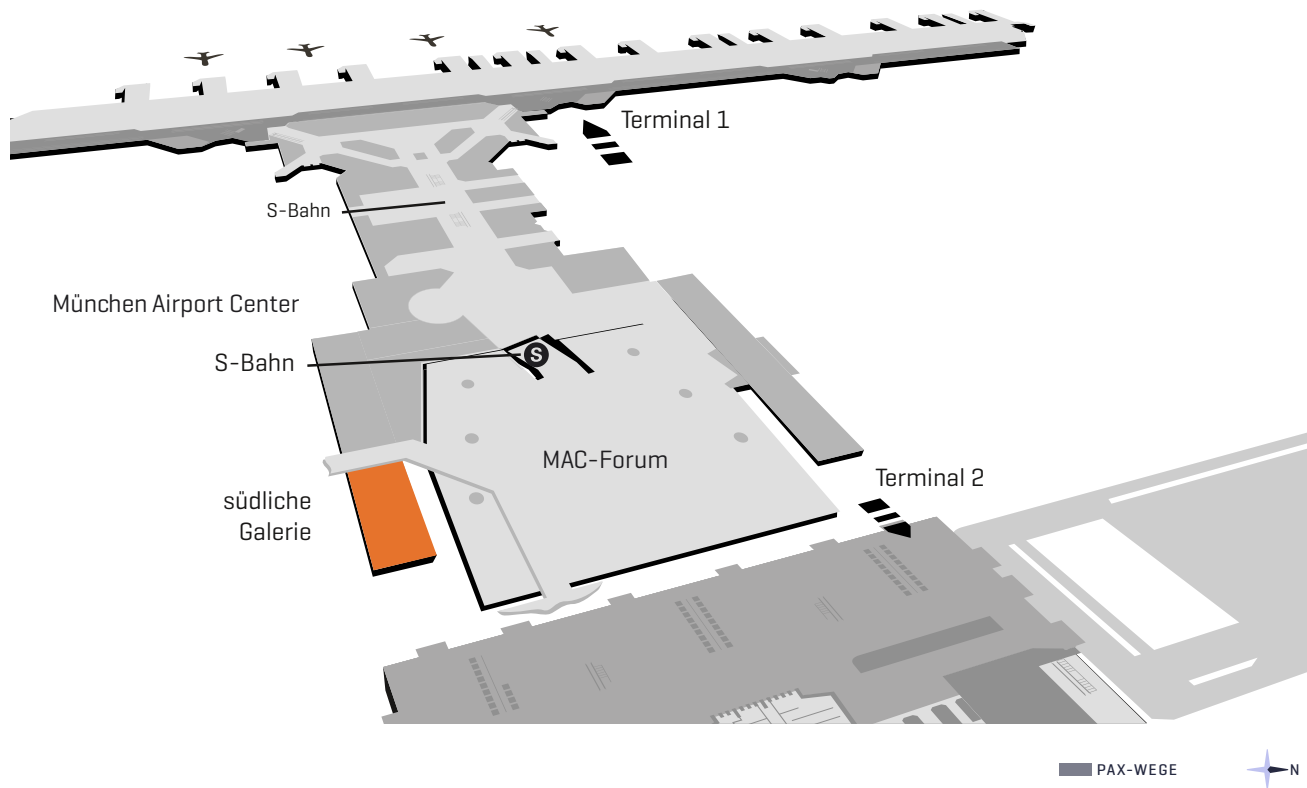 Terminal 1
S-Bahn
München Airport Center
S-Bahn
S
MAC-Forum
Terminal 2
südliche
Galerie
PAX-WEGE
N